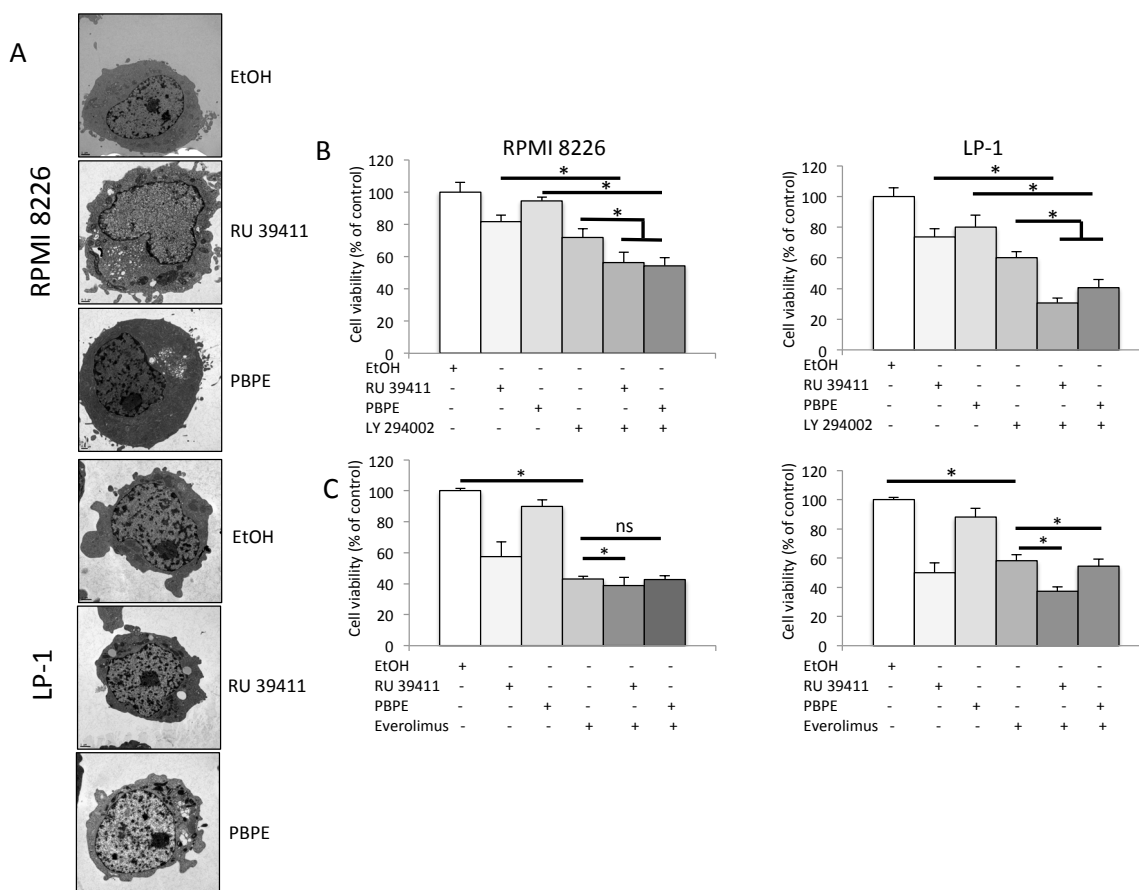 A
RPMI 8226
EtOH
RU 39411
PBPE
LP-1
EtOH
RU 39411
PBPE
B
RPMI 8226
Cell viability (% of control)
120
100
80
60
40
20
0
* * *
EtOH + - - - - -
RU 39411 - + - - + -
PBPE - - + - - +
LY 294002 - - - + + +
LP-1
Cell viability (% of control)
120
100
80
60
40
20
0
* * *
EtOH + - - - - -
RU 39411 - + - - + -
PBPE - - + - - +
LY 294002 - - - + + +
C
Cell viability (% of control)
120
100
80
60
40
20
0
* ns *
EtOH + - - - - -
RU 39411 - + - - + -
PBPE - - + - - +
Everolimus - - - + + +
Cell viability (% of control)
120
100
80
60
40
20
0
* * *
EtOH + - - - - -
RU 39411 - + - - + -
PBPE - - + - - +
Everolimus - - - + + +